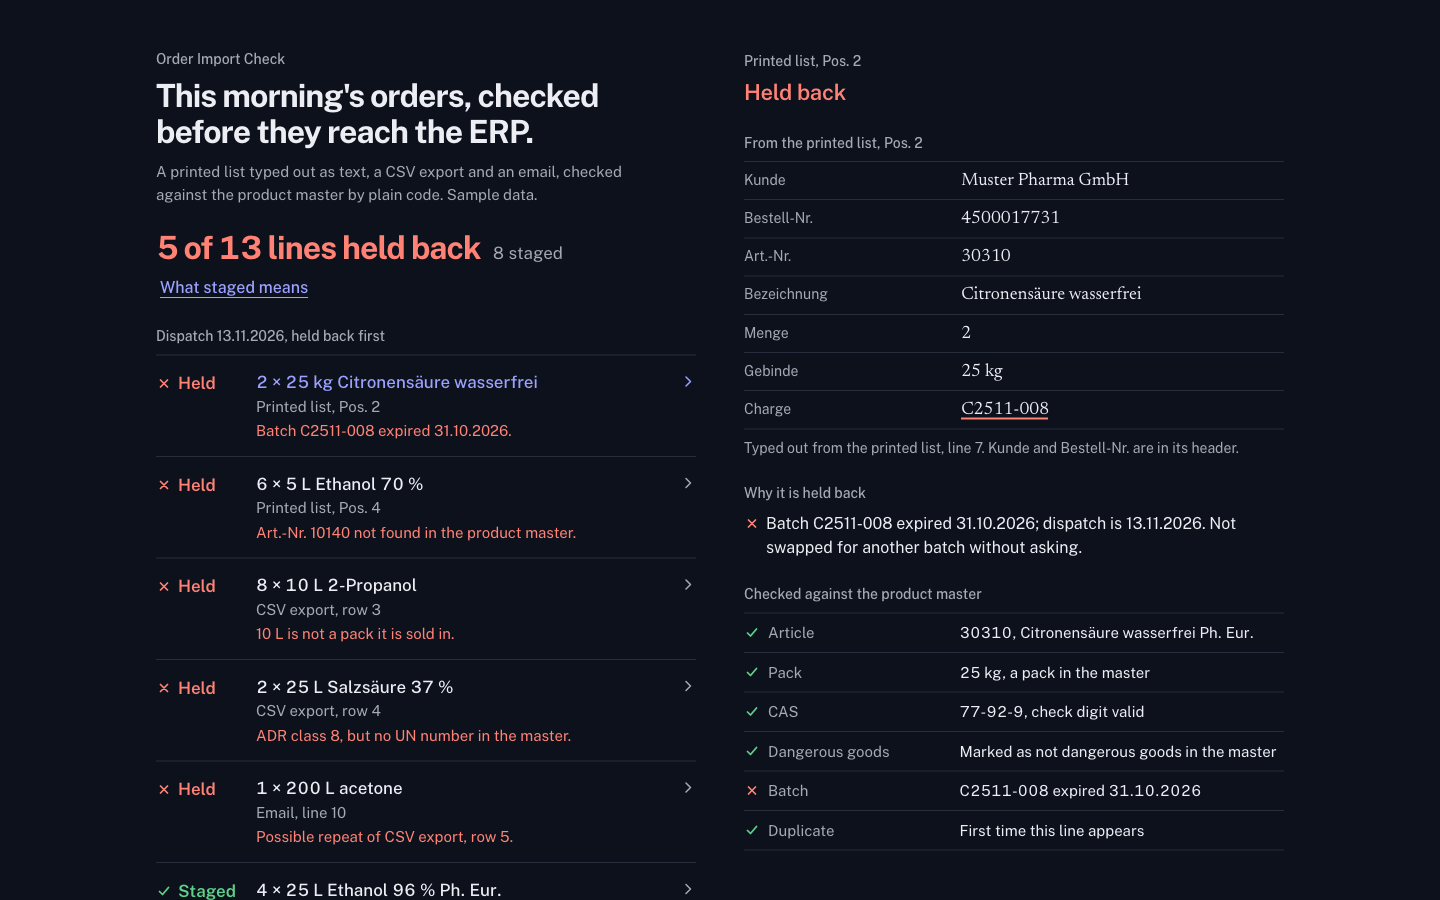 Order Import Check
This morning's orders, checked
before they reach the ERP.
A printed list typed out as text, a CSV export and an email, checked
against the product master by plain code. Sample data.
5 of 13 lines held back 8 staged
What staged means
Dispatch 13.11.2026, held back first
Held 2 × 25 kg Citronensäure wasserfrei
Printed list, Pos. 2
Batch C2511-008 expired 31.10.2026.
Held 6 × 5 L Ethanol 70 %
Printed list, Pos. 4
Art.-Nr. 10140 not found in the product master.
Held 8 × 10 L 2-Propanol
CSV export, row 3
10 L is not a pack it is sold in.
Held 2 × 25 L Salzsäure 37 %
CSV export, row 4
ADR class 8, but no UN number in the master.
Held 1 × 200 L acetone
Email, line 10
Possible repeat of CSV export, row 5.
Staged 4 × 25 L Ethanol 96 % Ph. Eur.
Printed list, Pos. 2
Held back
From the printed list, Pos. 2
Kunde Muster Pharma GmbH
Bestell-Nr. 4500017731
Art.-Nr. 30310
Bezeichnung Citronensäure wasserfrei
Menge 2
Gebinde 25 kg
Charge C2511-008
Typed out from the printed list, line 7. Kunde and Bestell-Nr. are in its header.
Why it is held back
Batch C2511-008 expired 31.10.2026; dispatch is 13.11.2026. Not
swapped for another batch without asking.
Checked against the product master
Article 30310, Citronensäure wasserfrei Ph. Eur.
Pack 25 kg, a pack in the master
CAS 77-92-9, check digit valid
Dangerous goods Marked as not dangerous goods in the master
Batch C2511-008 expired 31.10.2026
Duplicate First time this line appears